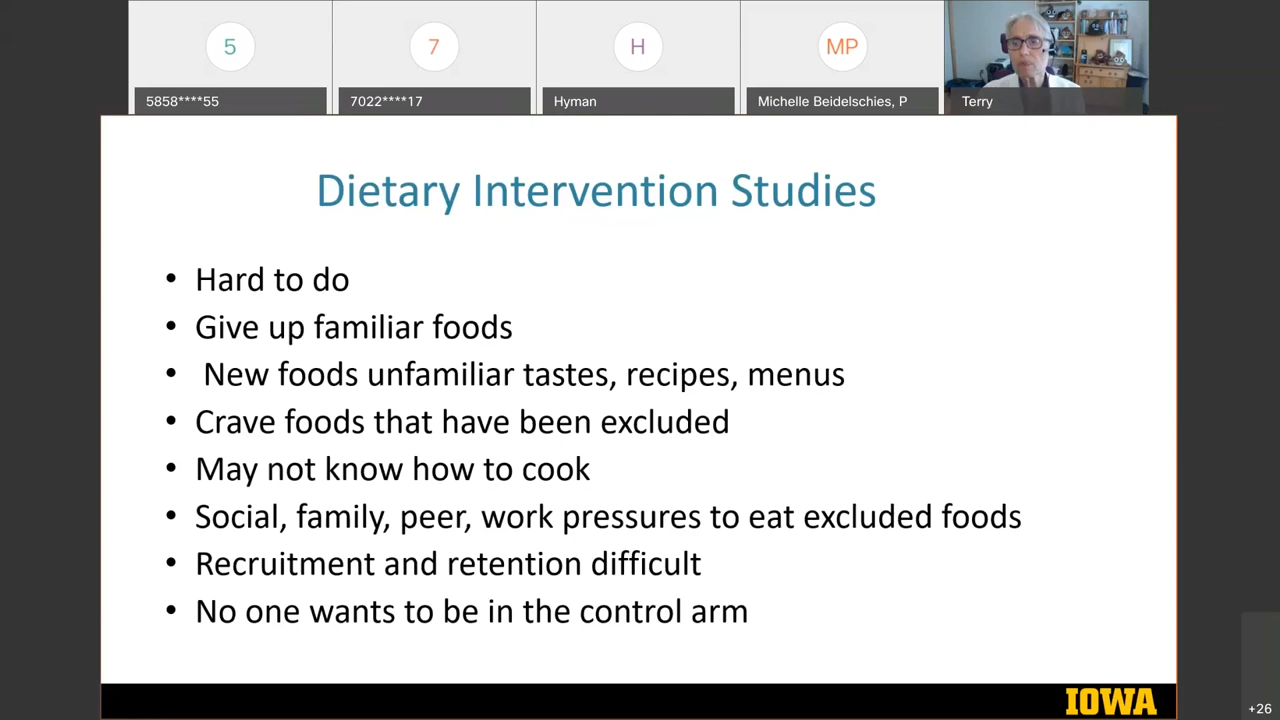 5
7
H
MP
5858****55
7022****17
Hyman
Michelle Beidelschies, P
Terry
Dietary Intervention Studies
• Hard to do
• Give up familiar foods
• New foods unfamiliar tastes, recipes, menus
• Crave foods that have been excluded
• May not know how to cook
• Social, family, peer, work pressures to eat excluded foods
• Recruitment and retention difficult
• No one wants to be in the control arm
IOWA
+26